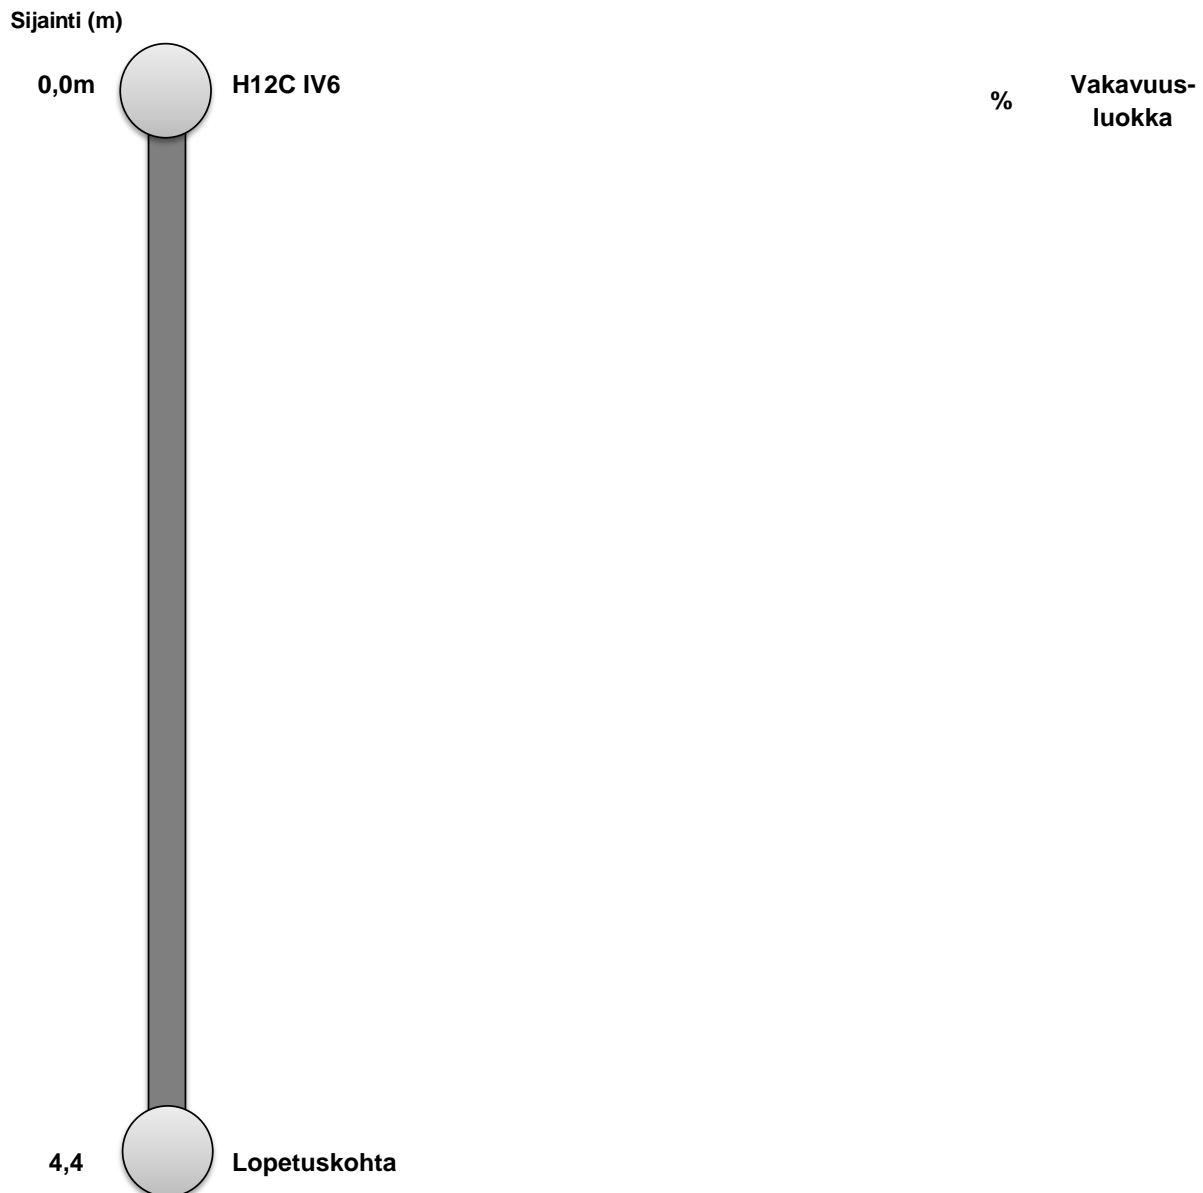 Sijainti (m)
0,0m H12C IV6
% Vakavuus-
luokka
4,4 Lopetuskohta